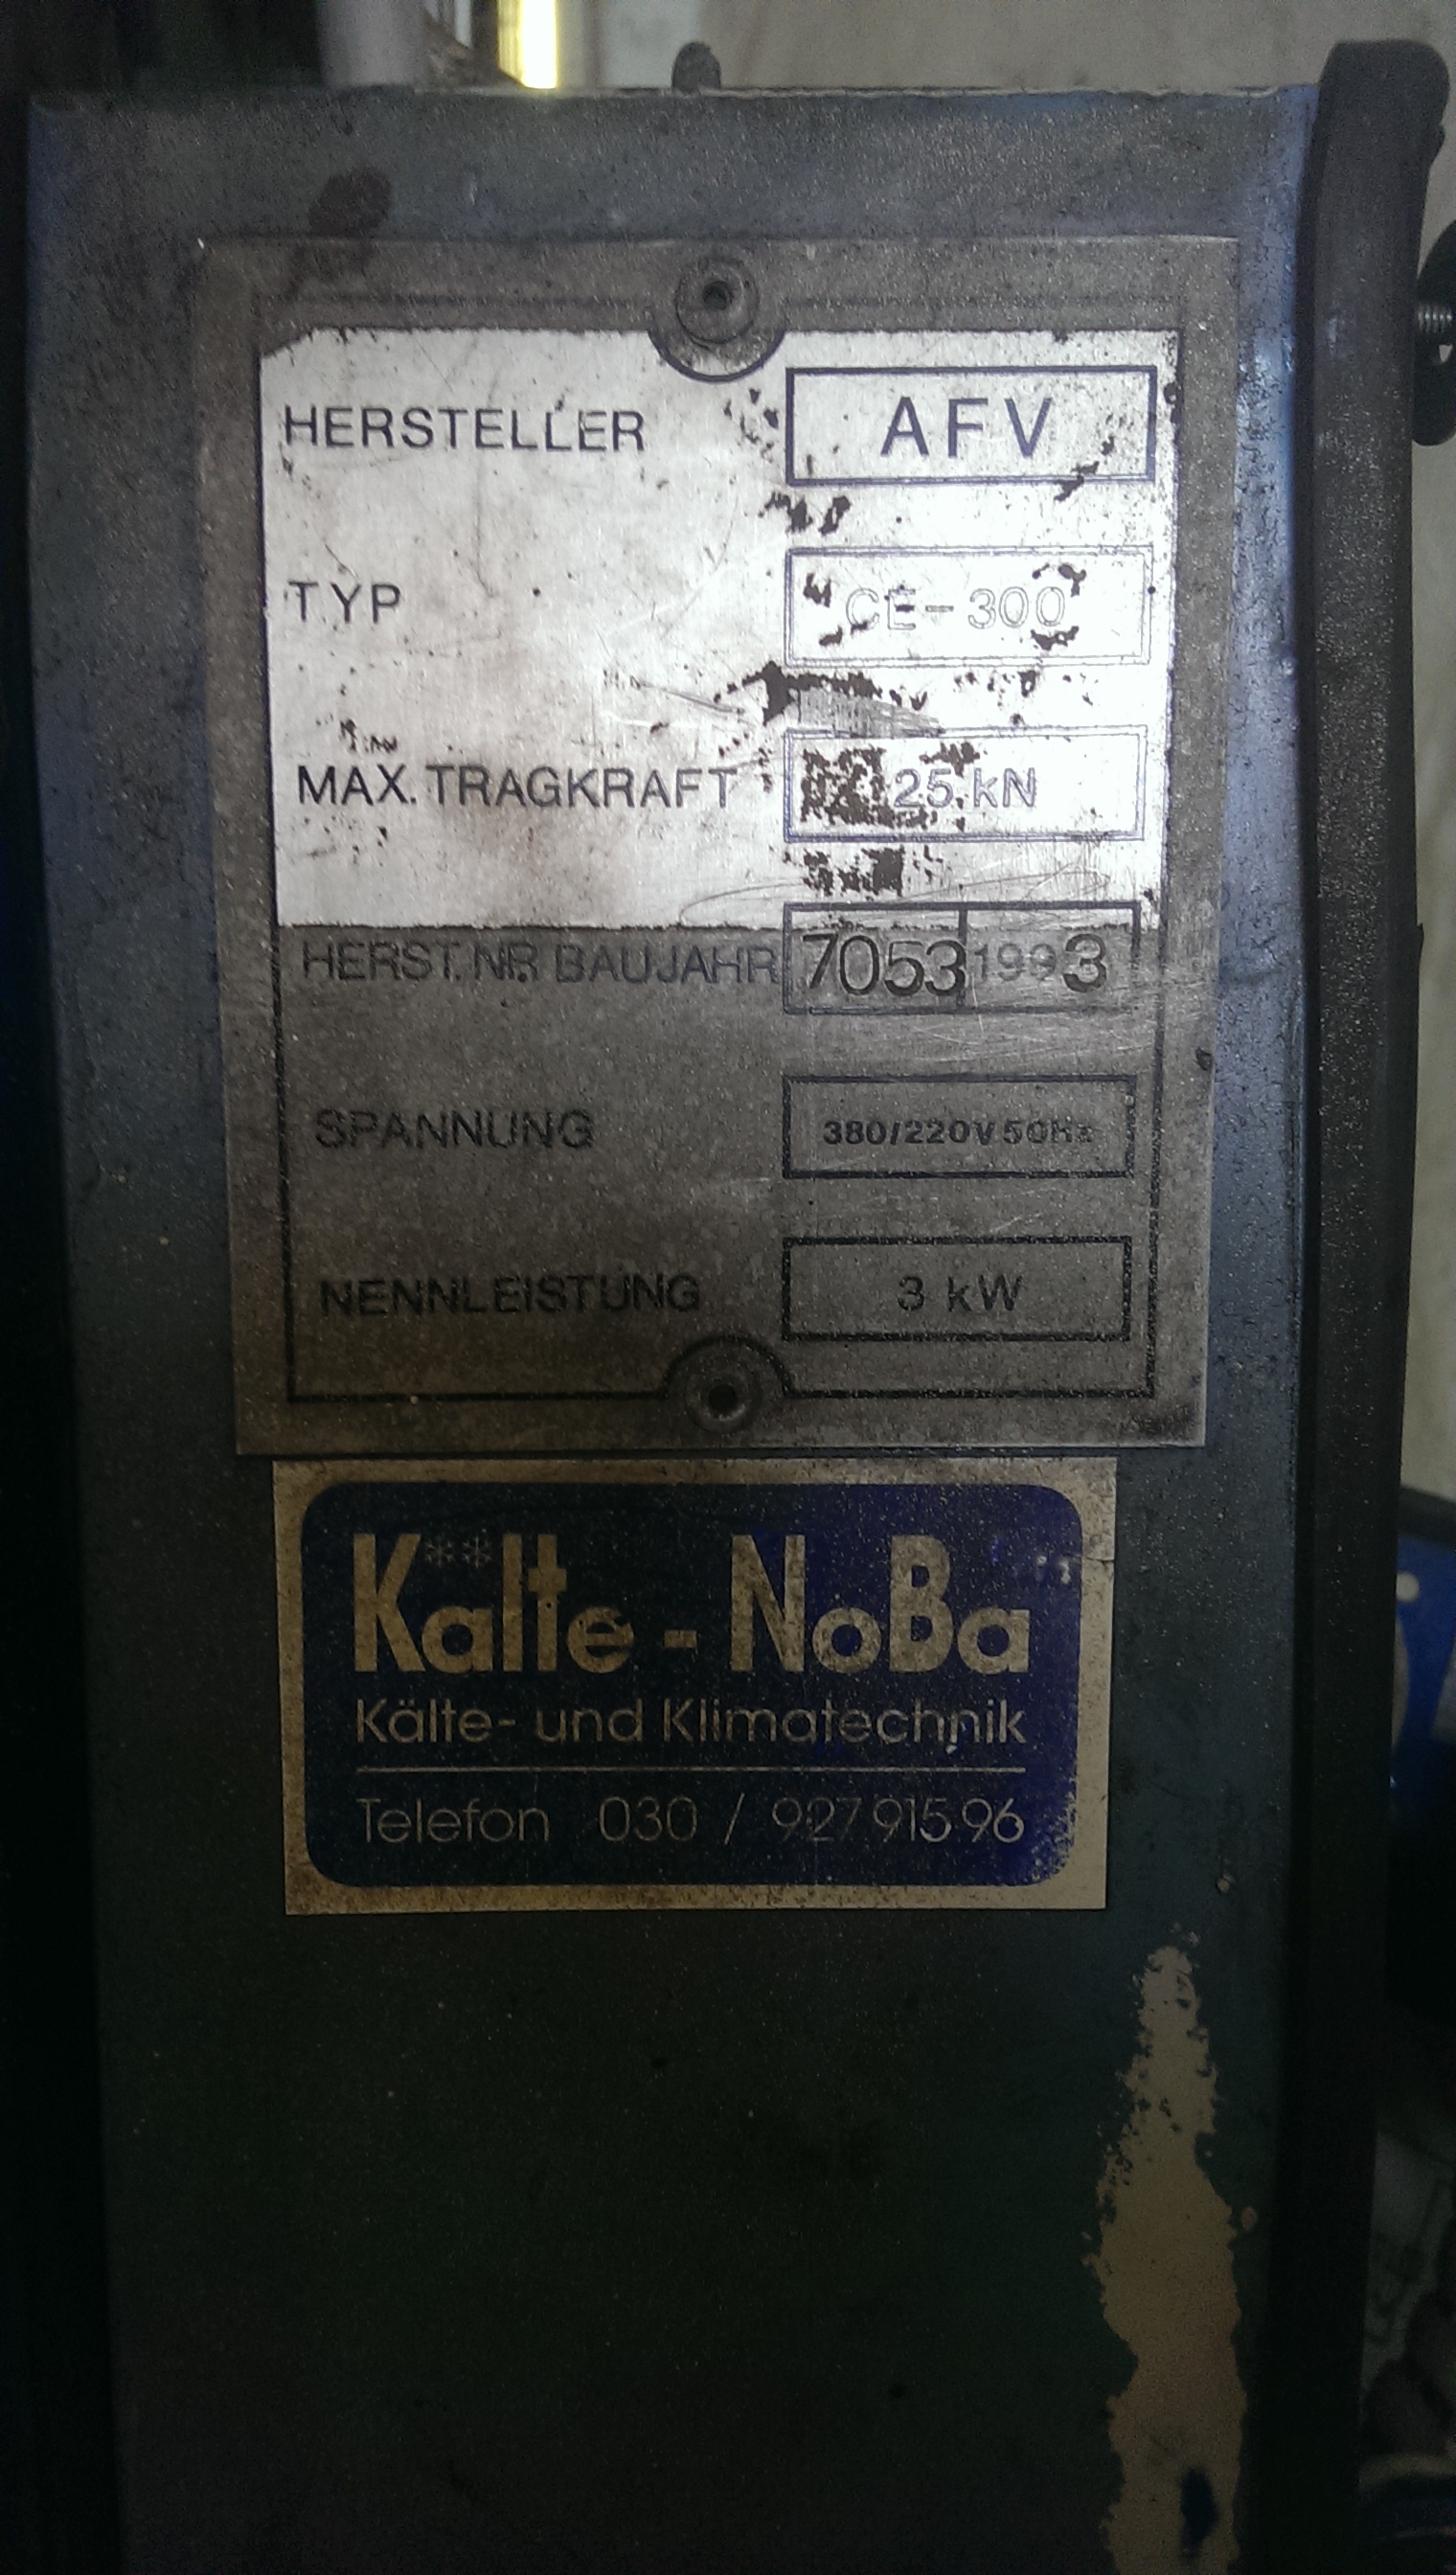 HERSTELLER AFV
TYP CE-300
MAX. TRAGKRAFT 25 kN
HERST. NR. BAUJAHR 7053 1993
SPANNUNG 380/220V 50Hz
NENNLEISTUNG 3 kW
Kälte - NoBa
Kälte- und Klimatechnik
Telefon 030 / 927 915 96